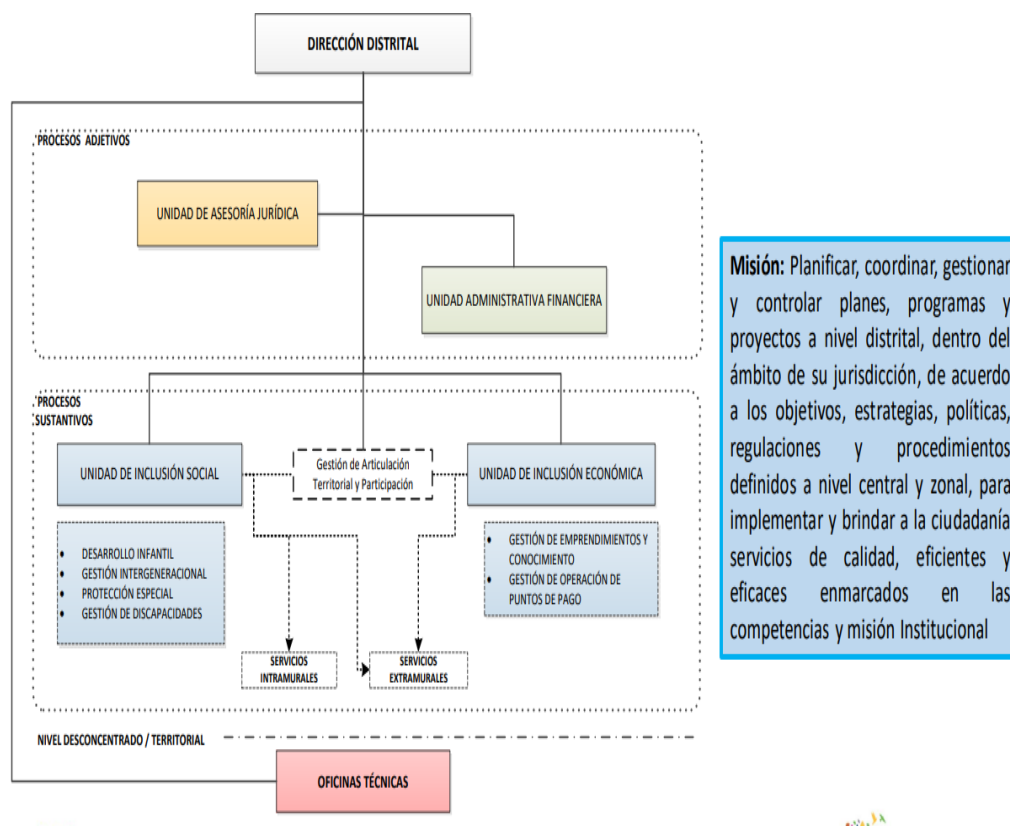 DIRECCIÓN DISTRITAL
PROCESOS ADJETIVOS
UNIDAD DE ASESORÍA JURÍDICA
UNIDAD ADMINISTRATIVA FINANCIERA
PROCESOS
SUSTANTIVOS
UNIDAD DE INCLUSIÓN SOCIAL
Gestión de Articulación
Territorial y Participación
UNIDAD DE INCLUSIÓN ECONÓMICA
• DESARROLLO INFANTIL
• GESTIÓN INTERGENERACIONAL
• PROTECCIÓN ESPECIAL
• GESTIÓN DE DISCAPACIDADES
• GESTIÓN DE EMPRENDIMIENTOS Y
CONOCIMIENTO
• GESTIÓN DE OPERACIÓN DE
PUNTOS DE PAGO
SERVICIOS
INTRAMURALES
SERVICIOS
EXTRAMURALES
NIVEL DESCONCENTRADO / TERRITORIAL
OFICINAS TÉCNICAS
Misión: Planificar, coordinar, gestionar
y controlar planes, programas y
proyectos a nivel distrital, dentro del
ámbito de su jurisdicción, de acuerdo
a los objetivos, estrategias, políticas,
regulaciones y procedimientos
definidos a nivel central y zonal, para
implementar y brindar a la ciudadanía
servicios de calidad, eficientes y
eficaces enmarcados en las
competencias y misión Institucional